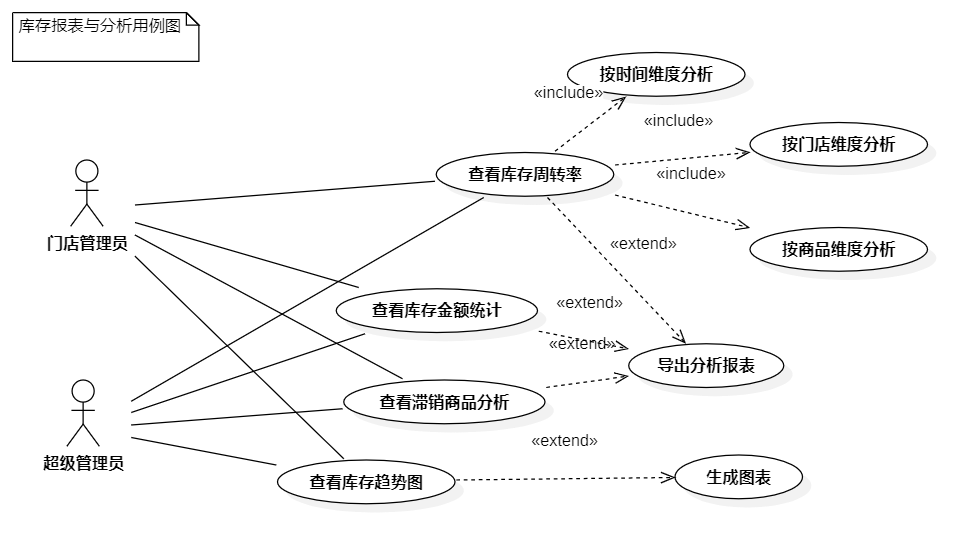 库存报表与分析用例图
按时间维度分析
«include»
«include»
按门店维度分析
查看库存周转率
«include»
门店管理员
«extend»
按商品维度分析
查看库存金额统计
«extend»
«extend»
导出分析报表
查看滞销商品分析
超级管理员
«extend»
查看库存趋势图
生成图表